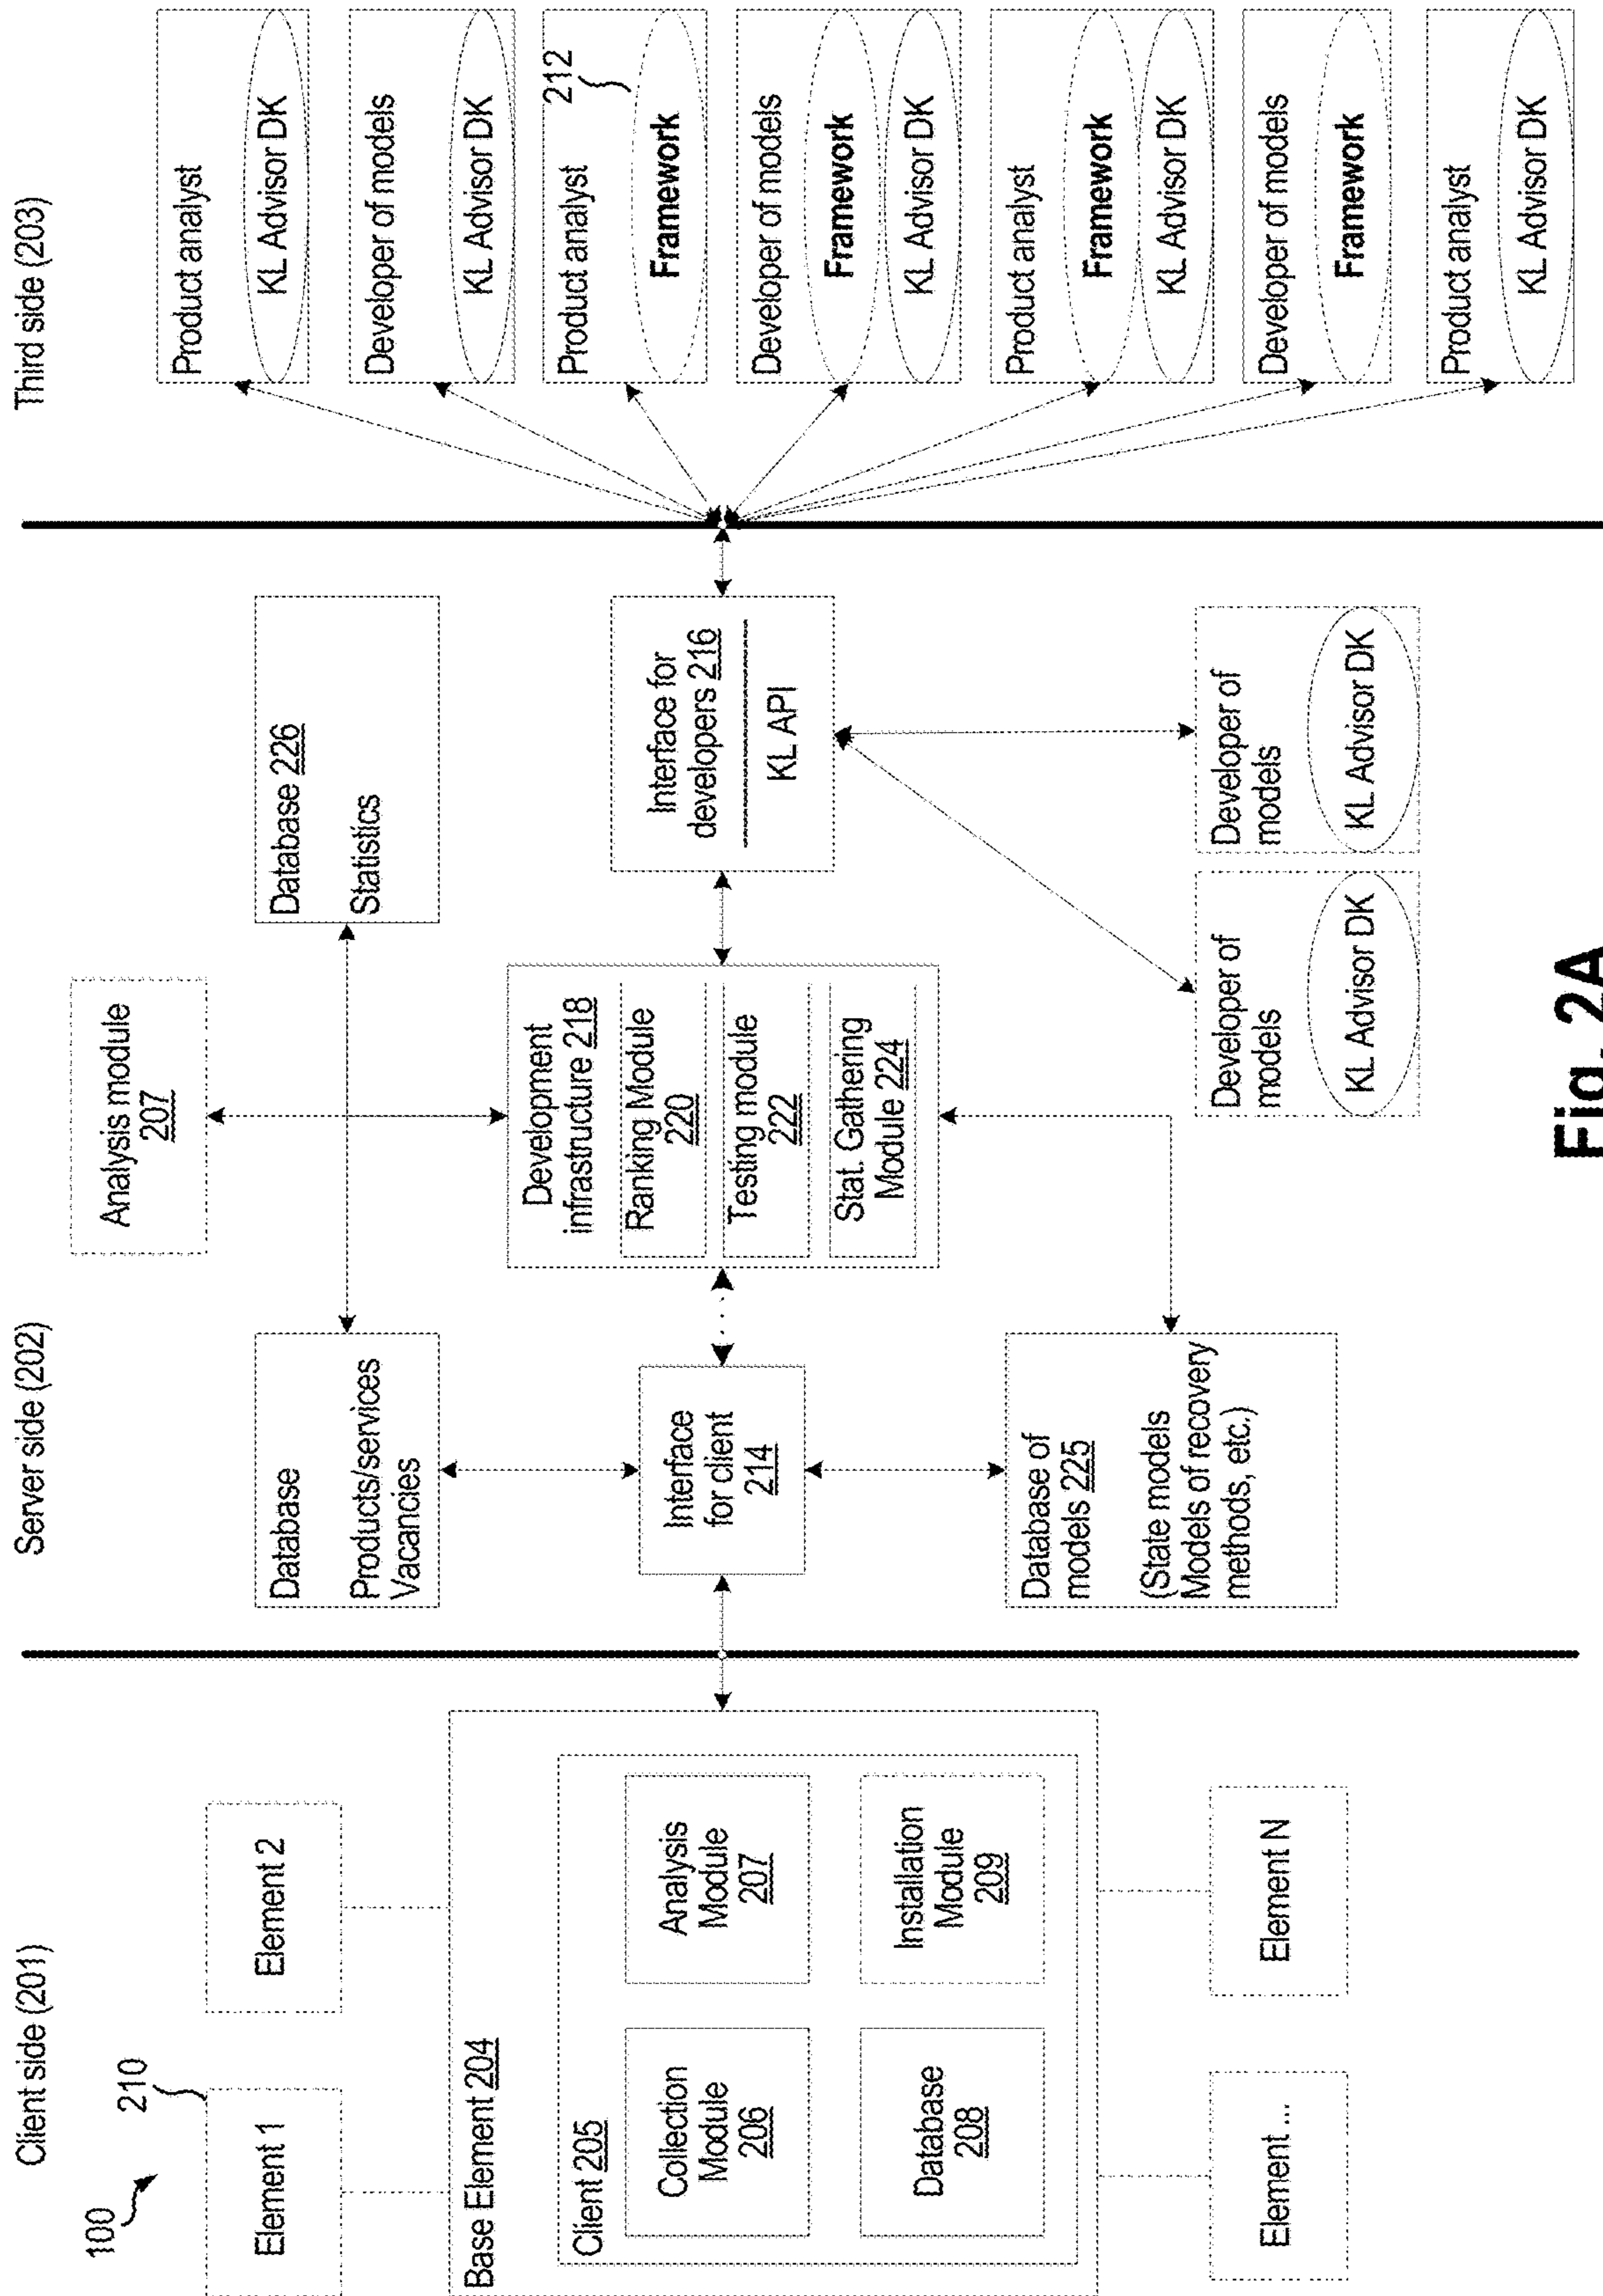 Client side (201)
100
210
Element 1
Element 2
Base Element 204
Client 205
Collection
Module
206
Analysis
Module
207
Database
208
Installation
Module
209
Element ...
Element N
Server side (202)
Analysis module
207
Database
Products/services
Vacancies
Database 226
Statistics
Interface
for client
214
Development
infrastructure 218
Ranking Module
220
Testing module
222
Stat. Gathering
Module 224
Interface for
developers 216
KL API
Database of
models 225
(State models
Models of recovery
methods, etc.)
Developer of
models
KL Advisor DK
Developer of
models
KL Advisor DK
Third side (203)
Product analyst
KL Advisor DK
Developer of models
KL Advisor DK
212
Product analyst
Framework
Developer of models
Framework
KL Advisor DK
Product analyst
Framework
KL Advisor DK
Developer of models
Framework
Product analyst
KL Advisor DK
Fig. 2A